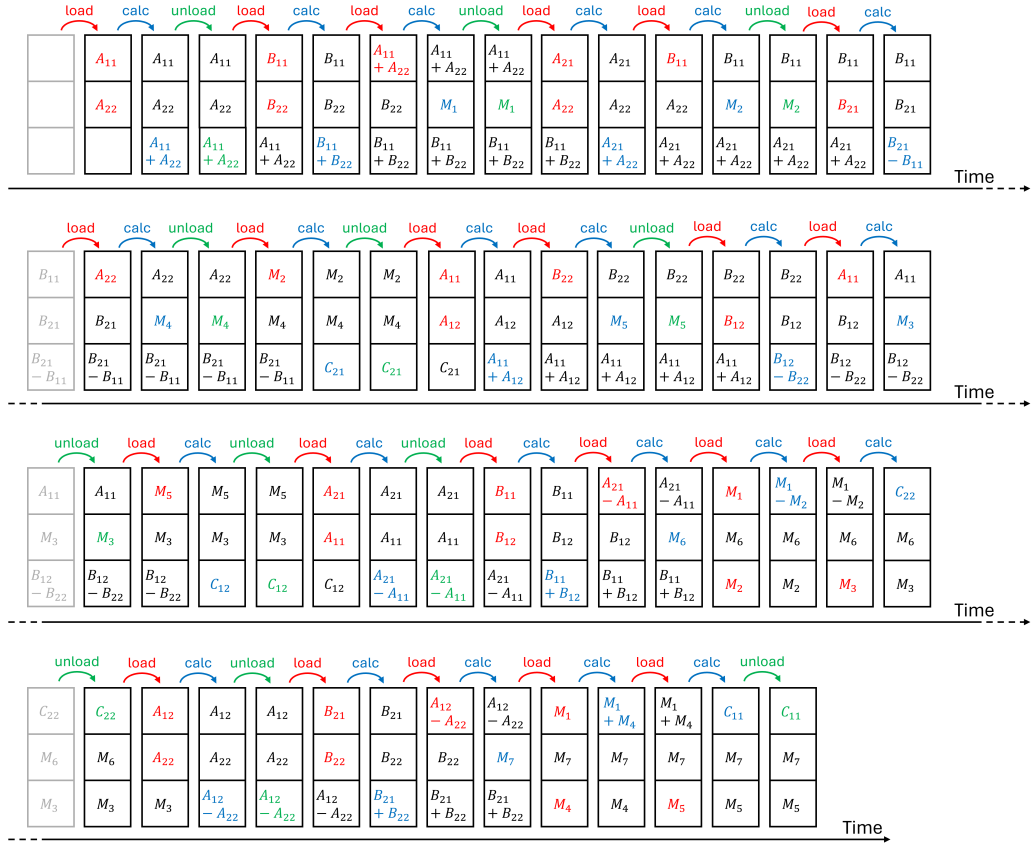 load calc unload load calc load calc unload load calc load calc unload load calc
A₁₁ A₁₁ A₁₁ B₁₁ B₁₁ A₁₁ + A₂₂ A₁₁ + A₂₂ A₁₁ + A₂₂ A₂₁ A₂₁ B₁₁ B₁₁ B₁₁ B₁₁ B₁₁
A₂₂ A₂₂ A₂₂ B₂₂ B₂₂ B₂₂ M₁ M₁ A₂₂ A₂₂ A₂₂ M₂ M₂ B₂₁ B₂₁
A₁₁ + A₂₂ A₁₁ + A₂₂ A₁₁ + A₂₂ B₁₁ + B₂₂ B₁₁ + B₂₂ B₁₁ + B₂₂ B₁₁ + B₂₂ B₁₁ + B₂₂ A₂₁ + A₂₂ A₂₁ + A₂₂ A₂₁ + A₂₂ A₂₁ + A₂₂ A₂₁ + A₂₂ B₂₁ − B₁₁
Time
load calc unload load calc unload load calc load calc unload load calc load calc
B₁₁ A₂₂ A₂₂ A₂₂ M₂ M₂ M₂ A₁₁ A₁₁ B₂₂ B₂₂ B₂₂ B₂₂ B₂₂ A₁₁ A₁₁
B₂₁ B₂₁ M₄ M₄ M₄ M₄ M₄ A₁₂ A₁₂ A₁₂ M₅ M₅ B₁₂ B₁₂ B₁₂ M₃
B₂₁ − B₁₁ B₂₁ − B₁₁ B₂₁ − B₁₁ B₂₁ − B₁₁ B₂₁ − B₁₁ C₂₁ C₂₁ C₂₁ A₁₁ + A₁₂ A₁₁ + A₁₂ A₁₁ + A₁₂ A₁₁ + A₁₂ A₁₁ + A₁₂ B₁₂ − B₂₂ B₁₂ − B₂₂ B₁₂ − B₂₂
Time
unload load calc unload load calc unload load calc load calc load calc load calc
A₁₁ A₁₁ M₅ M₅ M₅ A₂₁ A₂₁ A₂₁ B₁₁ B₁₁ A₂₁ − A₁₁ A₂₁ − A₁₁ M₁ M₁ − M₂ M₁ − M₂ C₂₂
M₃ M₃ M₃ M₃ M₃ A₁₁ A₁₁ A₁₁ B₁₂ B₁₂ B₁₂ M₆ M₆ M₆ M₆ M₆
B₁₂ − B₂₂ B₁₂ − B₂₂ B₁₂ − B₂₂ C₁₂ C₁₂ C₁₂ A₂₁ − A₁₁ A₂₁ − A₁₁ A₂₁ − A₁₁ B₁₁ + B₁₂ B₁₁ + B₁₂ B₁₁ + B₁₂ M₂ M₂ M₃ M₃
Time
unload load calc unload load calc load calc load calc load calc unload
C₂₂ C₂₂ A₁₂ A₁₂ A₁₂ B₂₁ B₂₁ A₁₂ − A₂₂ A₁₂ − A₂₂ M₁ M₁ + M₄ M₁ + M₄ C₁₁ C₁₁
M₆ M₆ A₂₂ A₂₂ A₂₂ B₂₂ B₂₂ B₂₂ M₇ M₇ M₇ M₇ M₇ M₇
M₃ M₃ M₃ A₁₂ − A₂₂ A₁₂ − A₂₂ A₁₂ − A₂₂ B₂₁ + B₂₂ B₂₁ + B₂₂ B₂₁ + B₂₂ M₄ M₄ M₅ M₅ M₅
Time